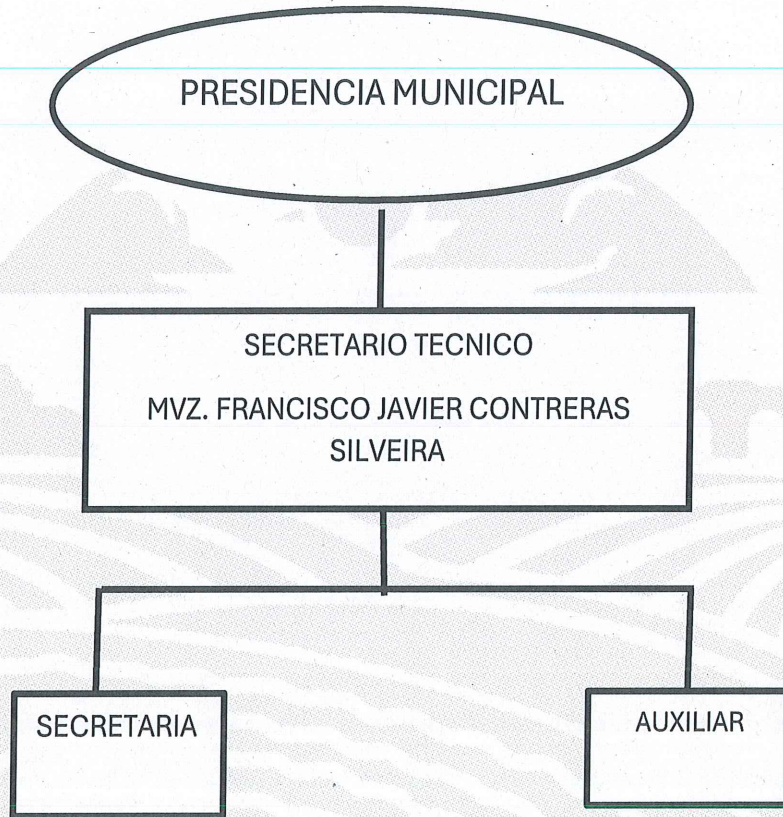 PRESIDENCIA MUNICIPAL
SECRETARIO TECNICO
MVZ. FRANCISCO JAVIER CONTRERAS
SILVEIRA
SECRETARIA
AUXILIAR